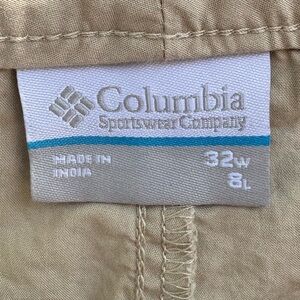 Columbia
Sportswear Company
MADE IN
INDIA
32W
8L